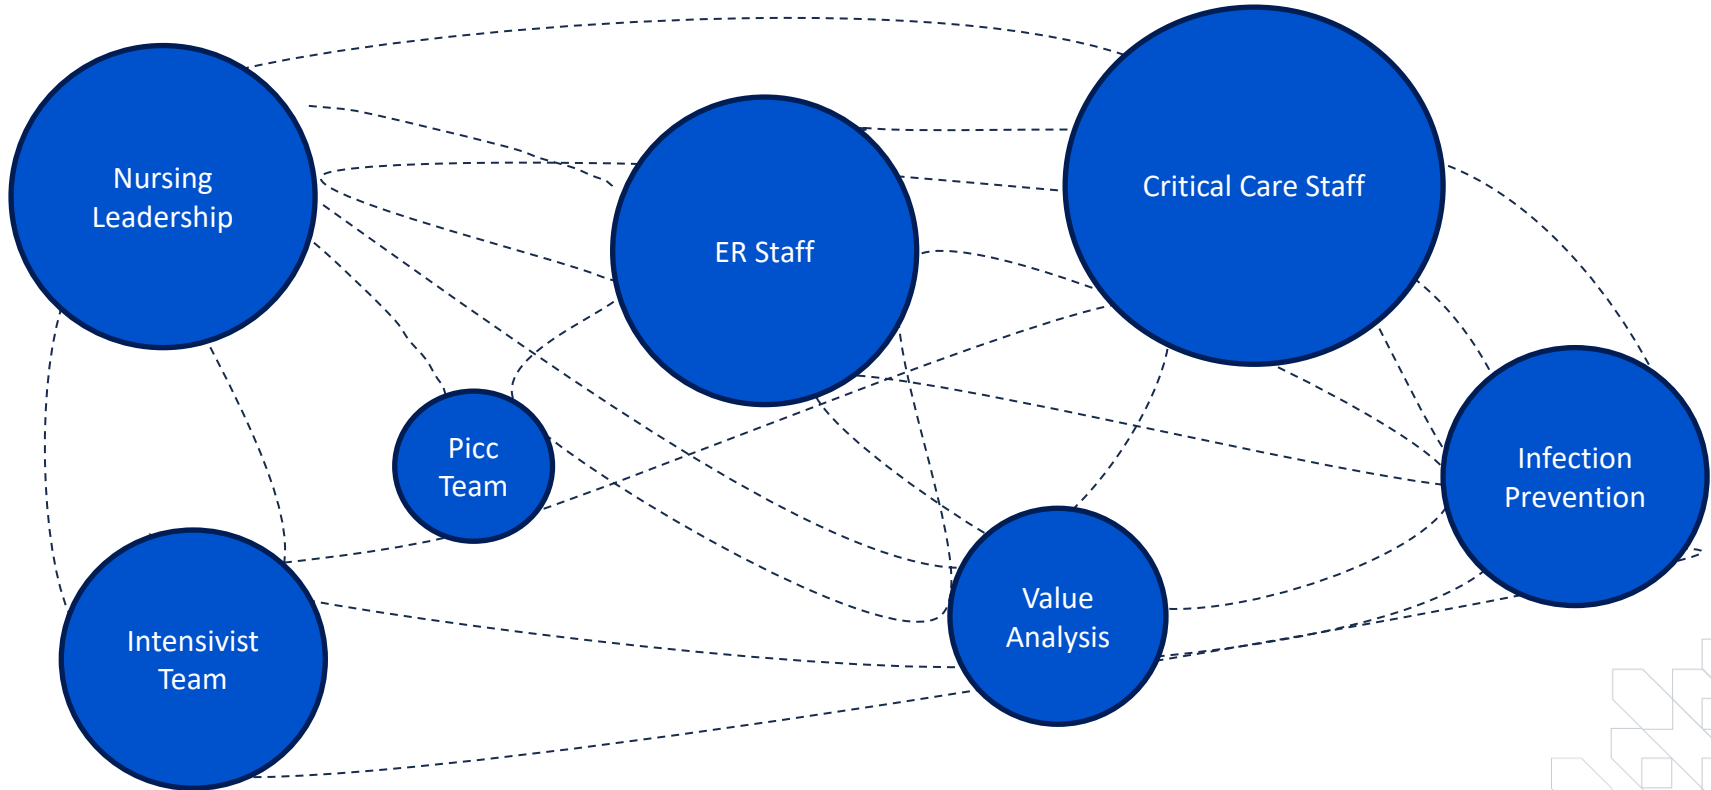 Nursing
Leadership
ER Staff
Critical Care Staff
Picc
Team
Infection
Prevention
Intensivist
Team
Value
Analysis